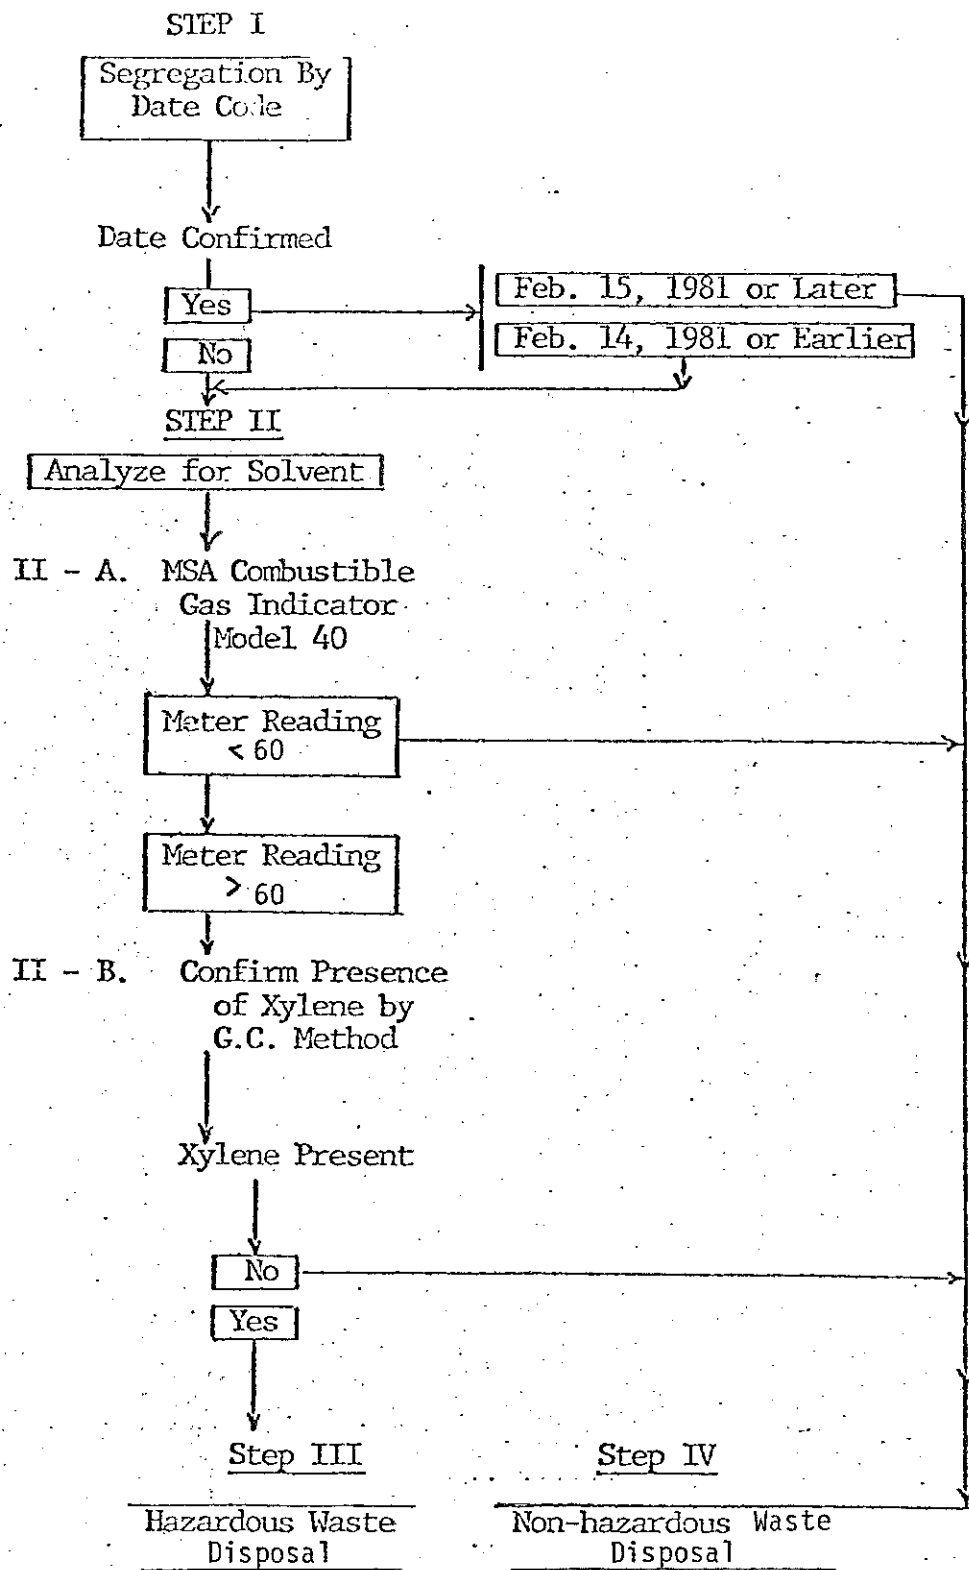 STEP I
Segregation By
Date Code
Date Confirmed
Yes
Feb. 15, 1981 or Later
Feb. 14, 1981 or Earlier
No
STEP II
Analyze for Solvent
II - A. MSA Combustible
Gas Indicator
Model 40
Meter Reading
< 60
Meter Reading
> 60
II - B. Confirm Presence
of Xylene by
G.C. Method
Xylene Present
No
Yes
Step III
Hazardous Waste
Disposal
Step IV
Non-hazardous Waste
Disposal